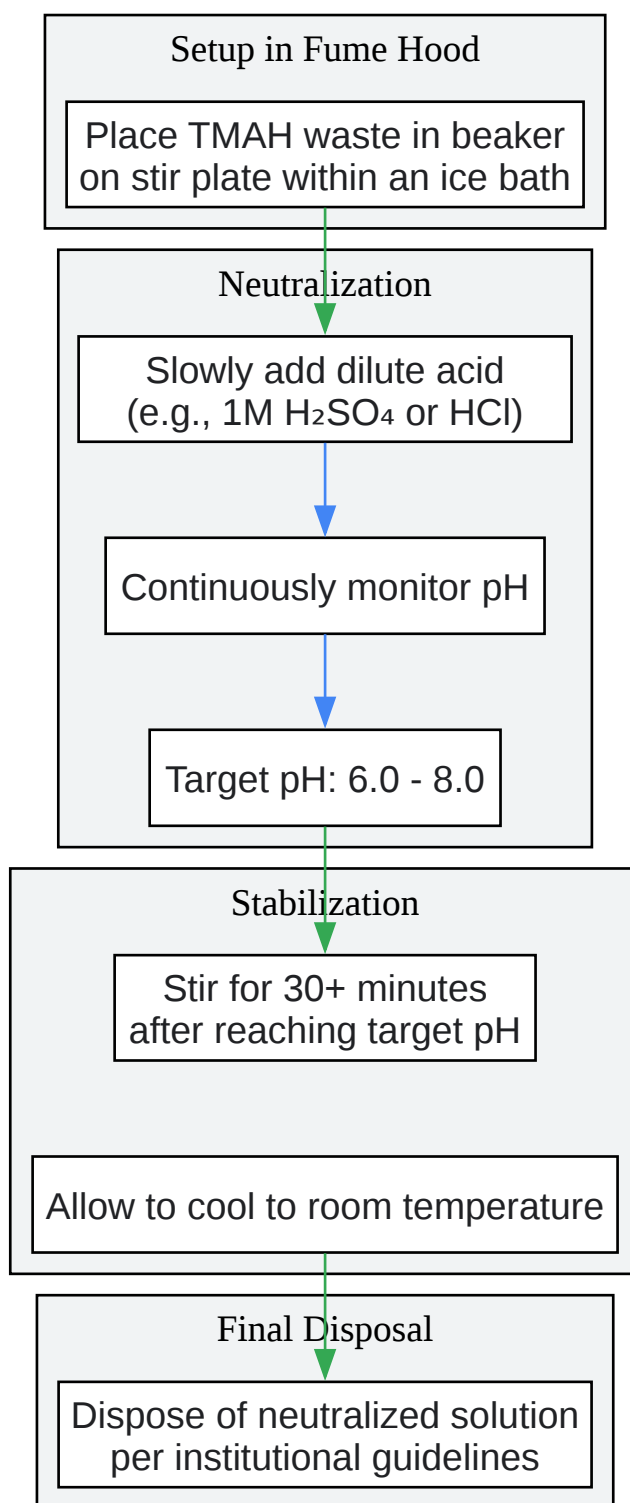 Setup in Fume Hood
Place TMAH waste in beaker
on stir plate within an ice bath
Neutralization
Slowly add dilute acid
(e.g., 1M H₂SO₄ or HCl)
Continuously monitor pH
Target pH: 6.0 - 8.0
Stabilization
Stir for 30+ minutes
after reaching target pH
Allow to cool to room temperature
Final Disposal
Dispose of neutralized solution
per institutional guidelines